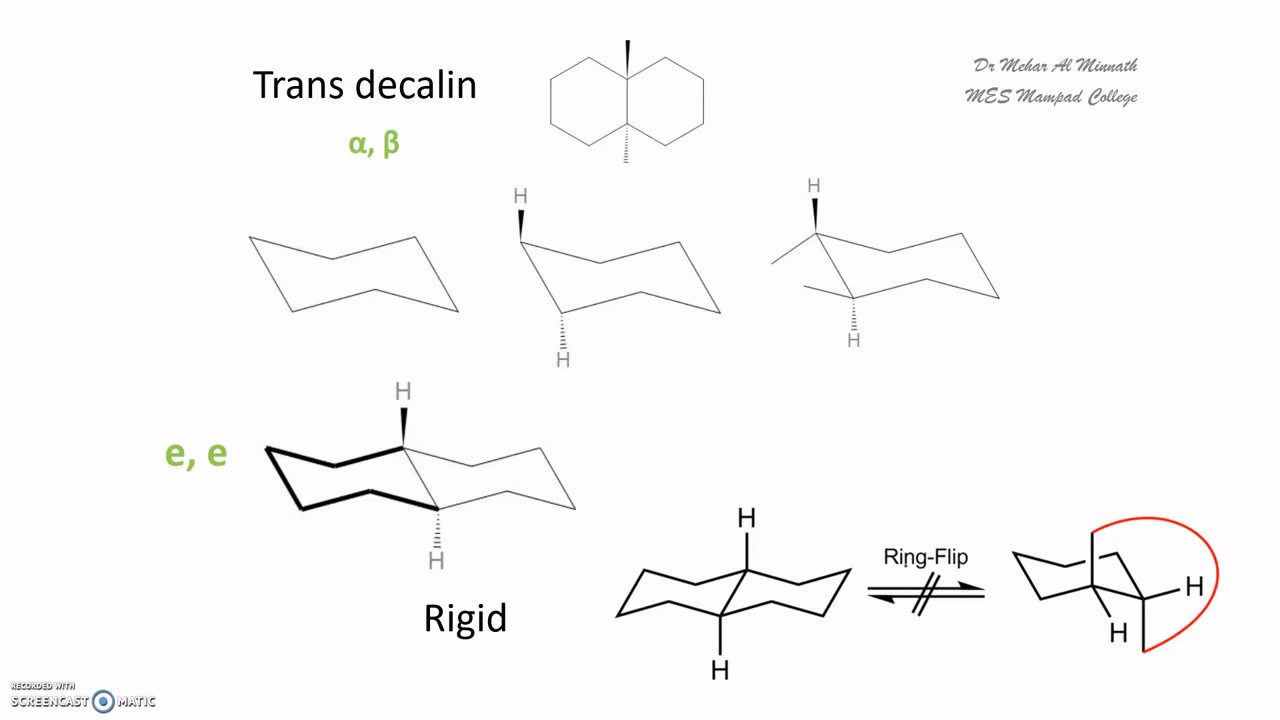 Trans decalin
α, β
Dr Mehar Al Minnath
MES Mampad College
H
H
H
H
e, e
H
H
Rigid
H
H
Ring-Flip
H
H
RECORDED WITH
SCREENCAST MATIC